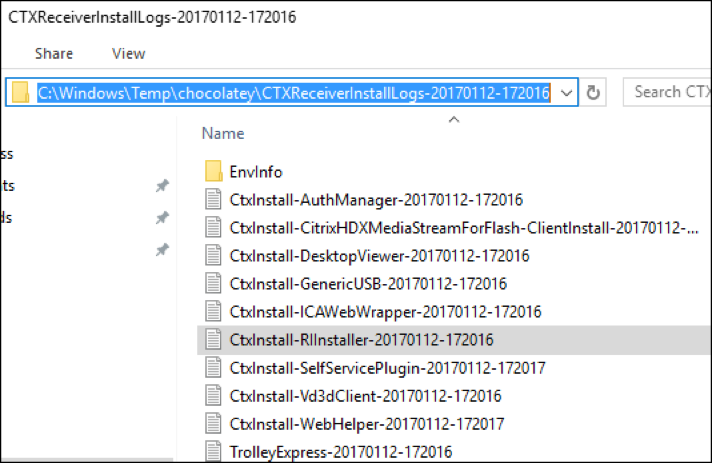 CTXReceiverInstallLogs-20170112-172016
Share View
C:\Windows\Temp\chocolatey\CTXReceiverInstallLogs-20170112-172016 Search CTX
Name
ss
EnvInfo
nts
CtxInstall-AuthManager-20170112-172016
ds
CtxInstall-CitrixHDXMediaStreamForFlash-ClientInstall-20170112-...
CtxInstall-DesktopViewer-20170112-172016
CtxInstall-GenericUSB-20170112-172016
CtxInstall-ICAWebWrapper-20170112-172016
CtxInstall-RIInstaller-20170112-172016
CtxInstall-SelfServicePlugin-20170112-172017
CtxInstall-Vd3dClient-20170112-172016
CtxInstall-WebHelper-20170112-172017
TrolleyExpress-20170112-172016